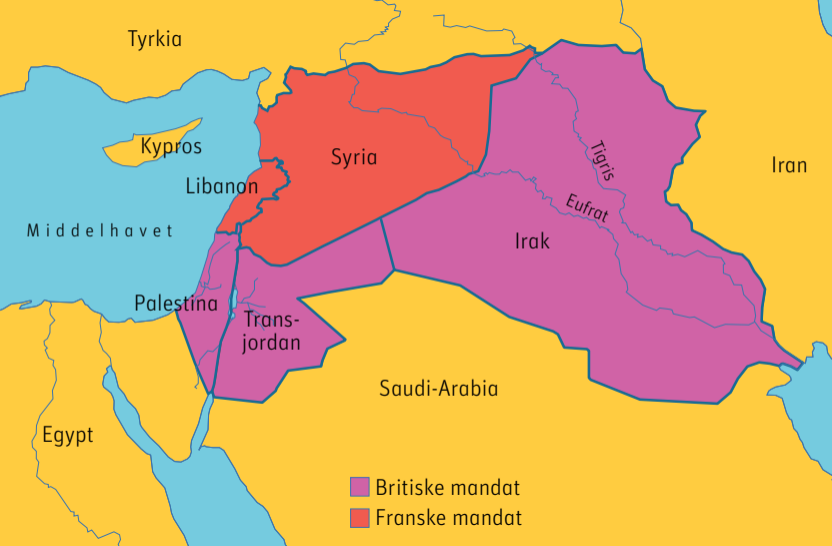 Tyrkia
Kypros
Syria
Tigris
Iran
Libanon
Eufrat
Middelhavet
Irak
Palestina
Trans-
jordan
Saudi-Arabia
Egypt
Britiske mandat
Franske mandat